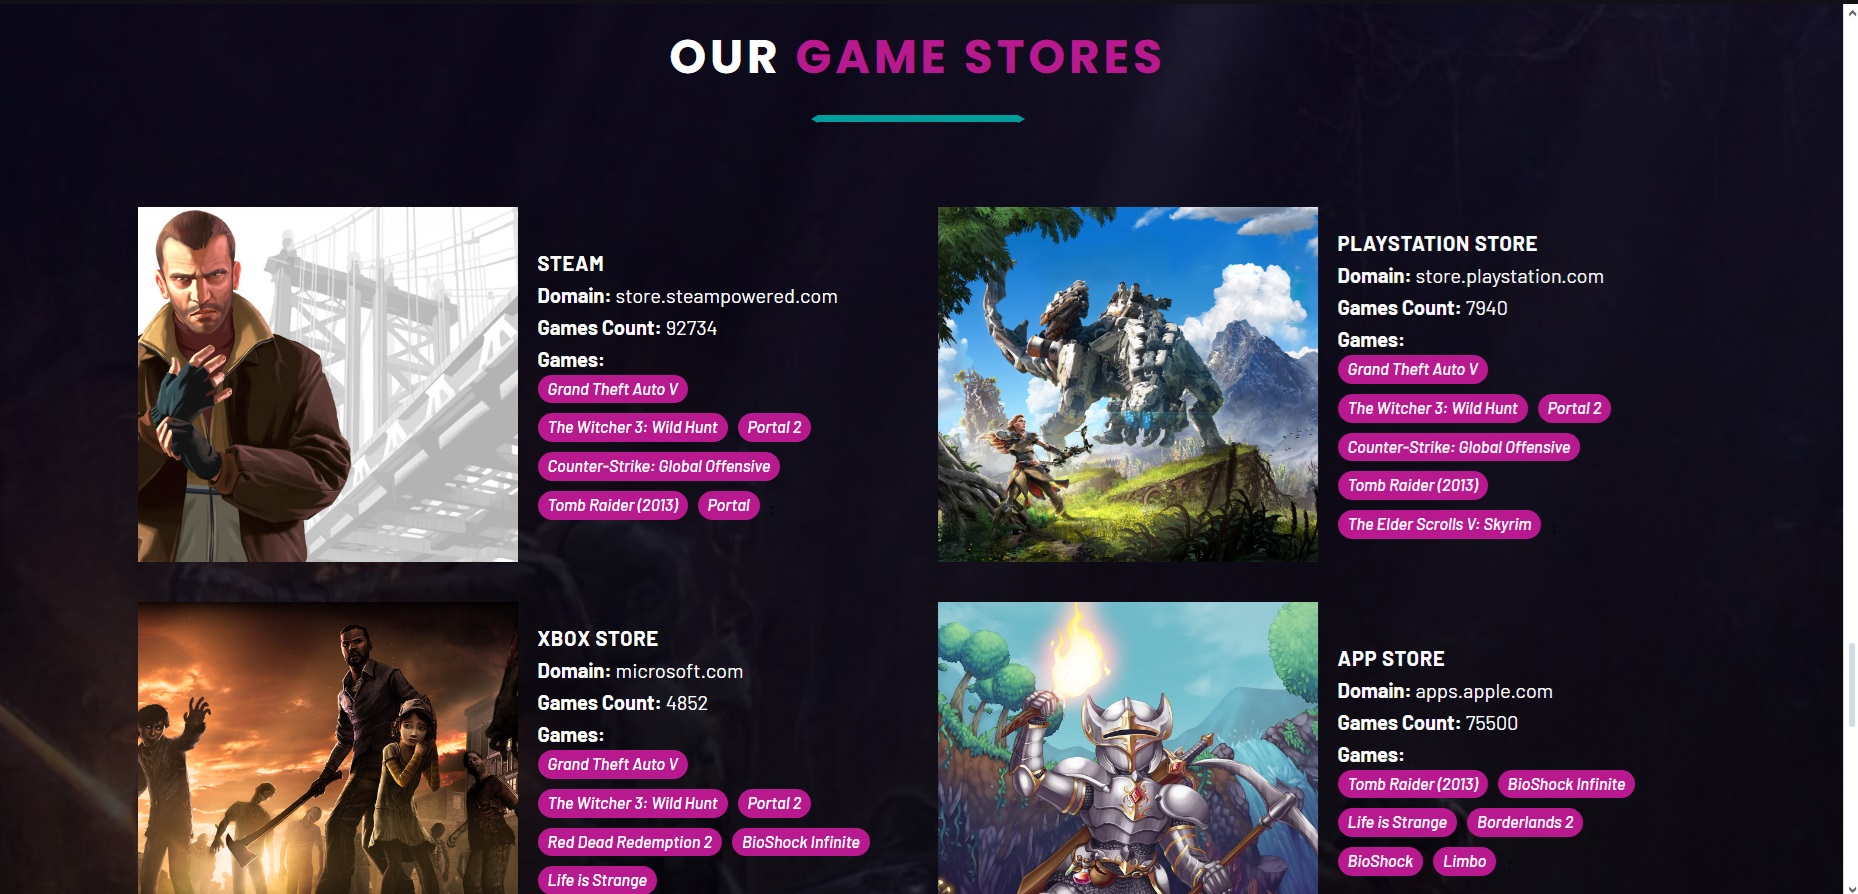 OUR GAME STORES
STEAM
Domain: store.steampowered.com
Games Count: 92734
Games:
Grand Theft Auto V
The Witcher 3: Wild Hunt Portal 2
Counter-Strike: Global Offensive
Tomb Raider (2013) Portal
PLAYSTATION STORE
Domain: store.playstation.com
Games Count: 7940
Games:
Grand Theft Auto V
The Witcher 3: Wild Hunt Portal 2
Counter-Strike: Global Offensive
Tomb Raider (2013)
The Elder Scrolls V: Skyrim
XBOX STORE
Domain: microsoft.com
Games Count: 4852
Games:
Grand Theft Auto V
The Witcher 3: Wild Hunt Portal 2
Red Dead Redemption 2 BioShock Infinite
Life is Strange
APP STORE
Domain: apps.apple.com
Games Count: 75500
Games:
Tomb Raider (2013) BioShock Infinite
Life is Strange Borderlands 2
BioShock Limbo